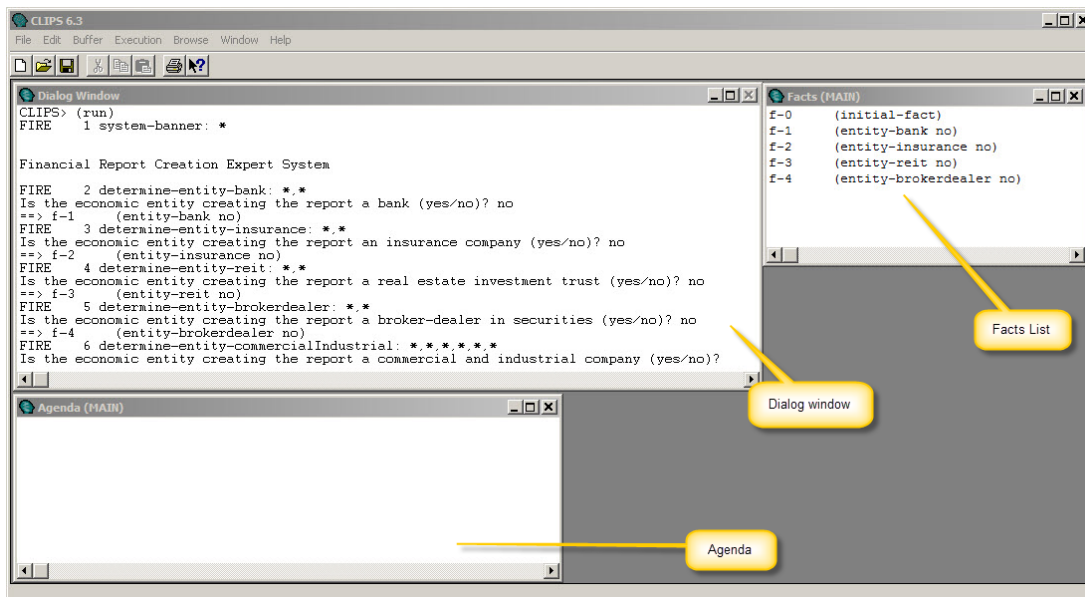 CLIPS 6.3
File Edit Buffer Execution Browse Window Help
Dialog Window
CLIPS> (run)
FIRE    1 system-banner: *
Financial Report Creation Expert System
FIRE    2 determine-entity-bank: *,*
Is the economic entity creating the report a bank (yes/no)? no
==> f-1     (entity-bank no)
FIRE    3 determine-entity-insurance: *,*
Is the economic entity creating the report an insurance company (yes/no)? no
==> f-2     (entity-insurance no)
FIRE    4 determine-entity-reit: *,*
Is the economic entity creating the report a real estate investment trust (yes/no)? no
==> f-3     (entity-reit no)
FIRE    5 determine-entity-brokerdealer: *,*
Is the economic entity creating the report a broker-dealer in securities (yes/no)? no
==> f-4     (entity-brokerdealer no)
FIRE    6 determine-entity-commercialIndustrial: *,*,*,*,*,*
Is the economic entity creating the report a commercial and industrial company (yes/no)?
Facts (MAIN)
f-0     (initial-fact)
f-1     (entity-bank no)
f-2     (entity-insurance no)
f-3     (entity-reit no)
f-4     (entity-brokerdealer no)
Facts List
Dialog window
Agenda (MAIN)
Agenda